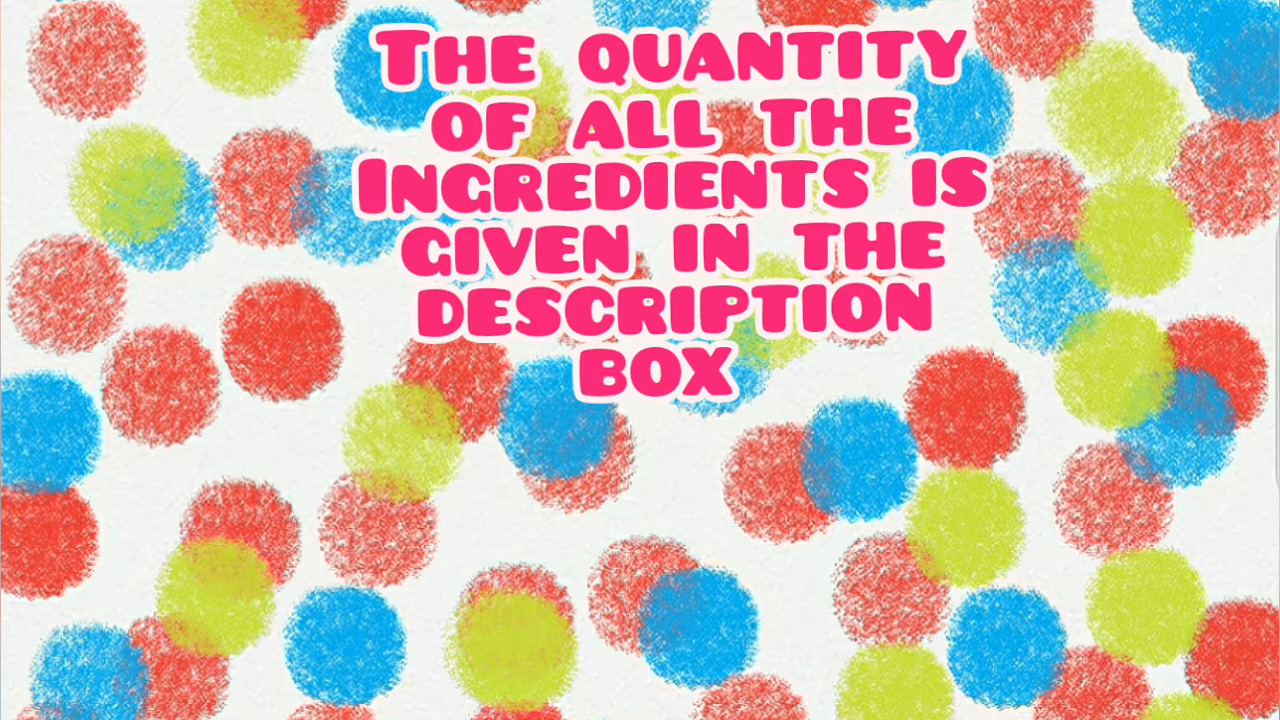 The quantity
of all the
Ingredients is
given in the
description
box